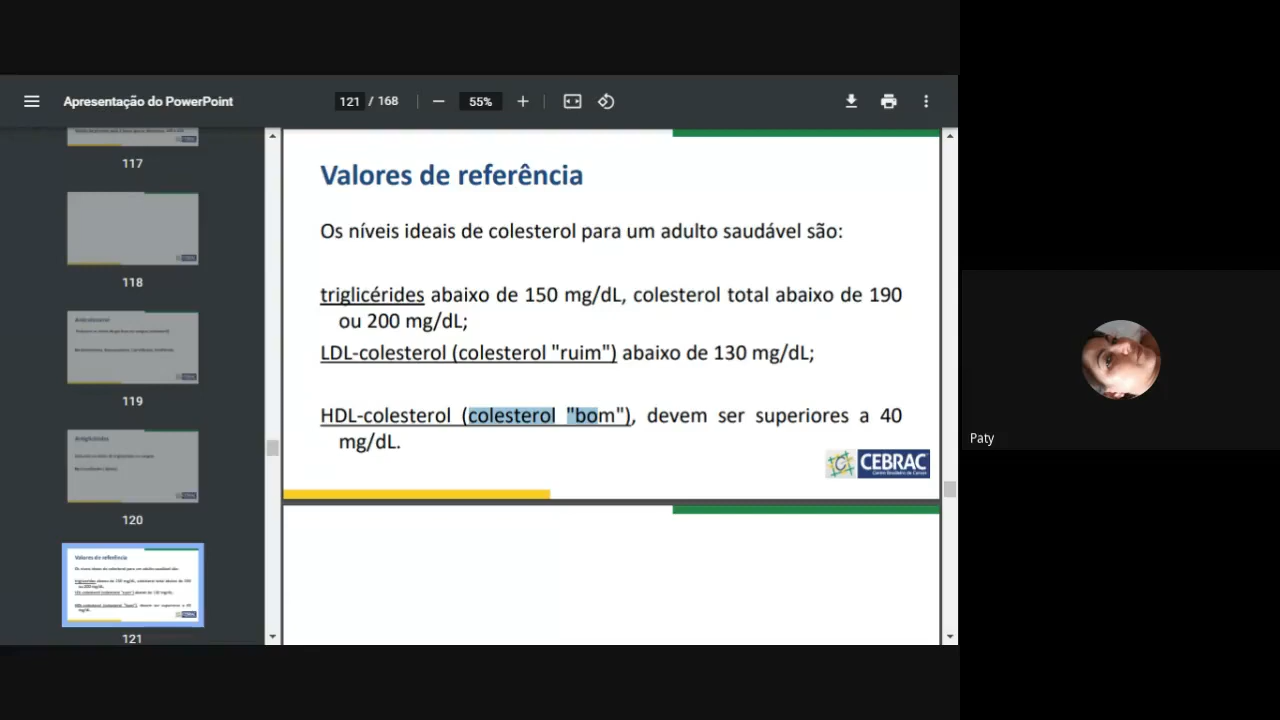 Apresentação do PowerPoint
121 / 168
55%
117
118
119
120
Valores de referência
121
Valores de referência
Os níveis ideais de colesterol para um adulto saudável são:
triglicérides abaixo de 150 mg/dL, colesterol total abaixo de 190
ou 200 mg/dL;
LDL-colesterol (colesterol "ruim") abaixo de 130 mg/dL;
HDL-colesterol (colesterol "bom"), devem ser superiores a 40
mg/dL.
CEBRAC
Paty